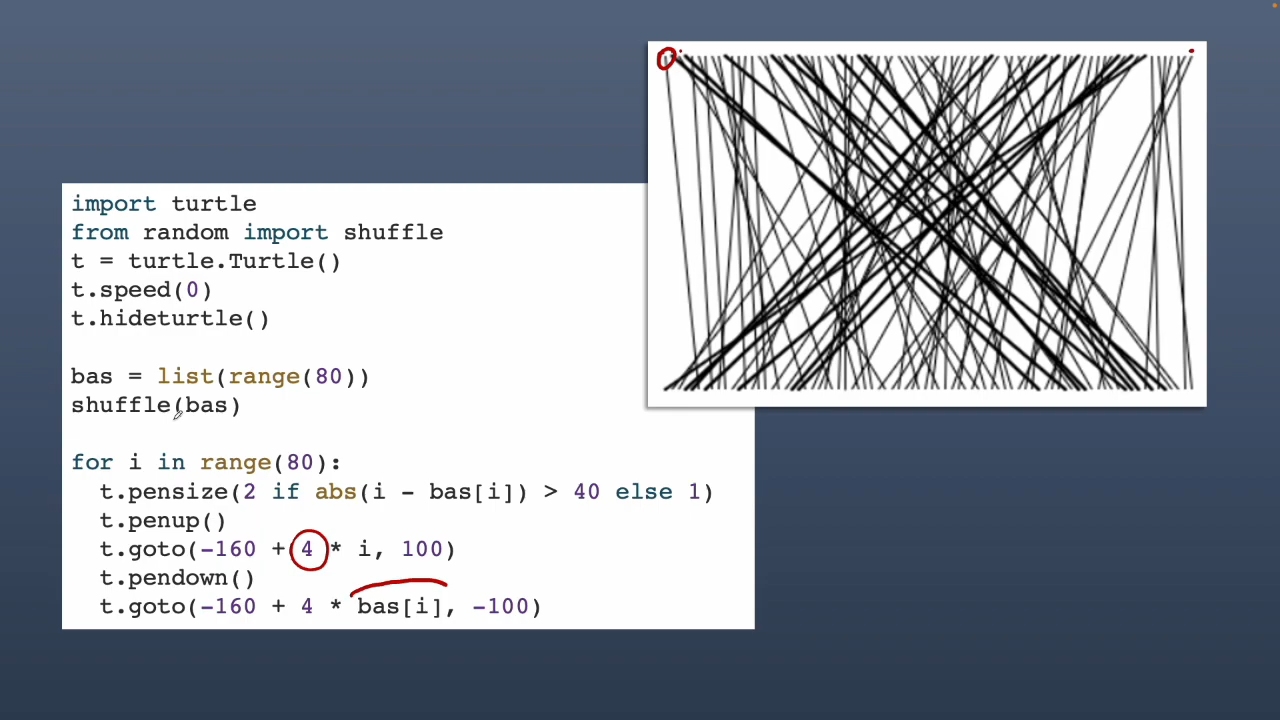 import turtle
from random import shuffle
t = turtle.Turtle()
t.speed(0)
t.hideturtle()
bas = list(range(80))
shuffle(bas)
for i in range(80):
t.pensize(2 if abs(i - bas[i]) > 40 else 1)
t.penup()
t.goto(-160 + 4 * i, 100)
t.pendown()
t.goto(-160 + 4 * bas[i], -100)